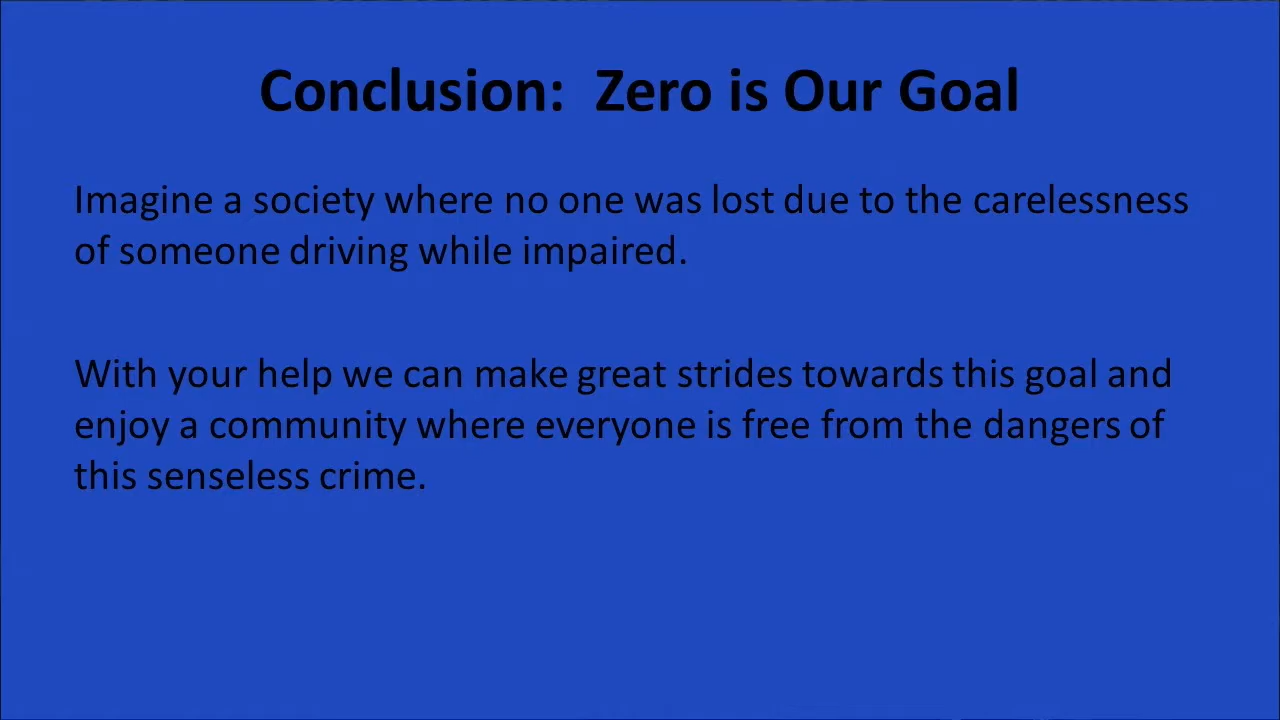 Conclusion:  Zero is Our Goal
Imagine a society where no one was lost due to the carelessness
of someone driving while impaired.
With your help we can make great strides towards this goal and
enjoy a community where everyone is free from the dangers of
this senseless crime.